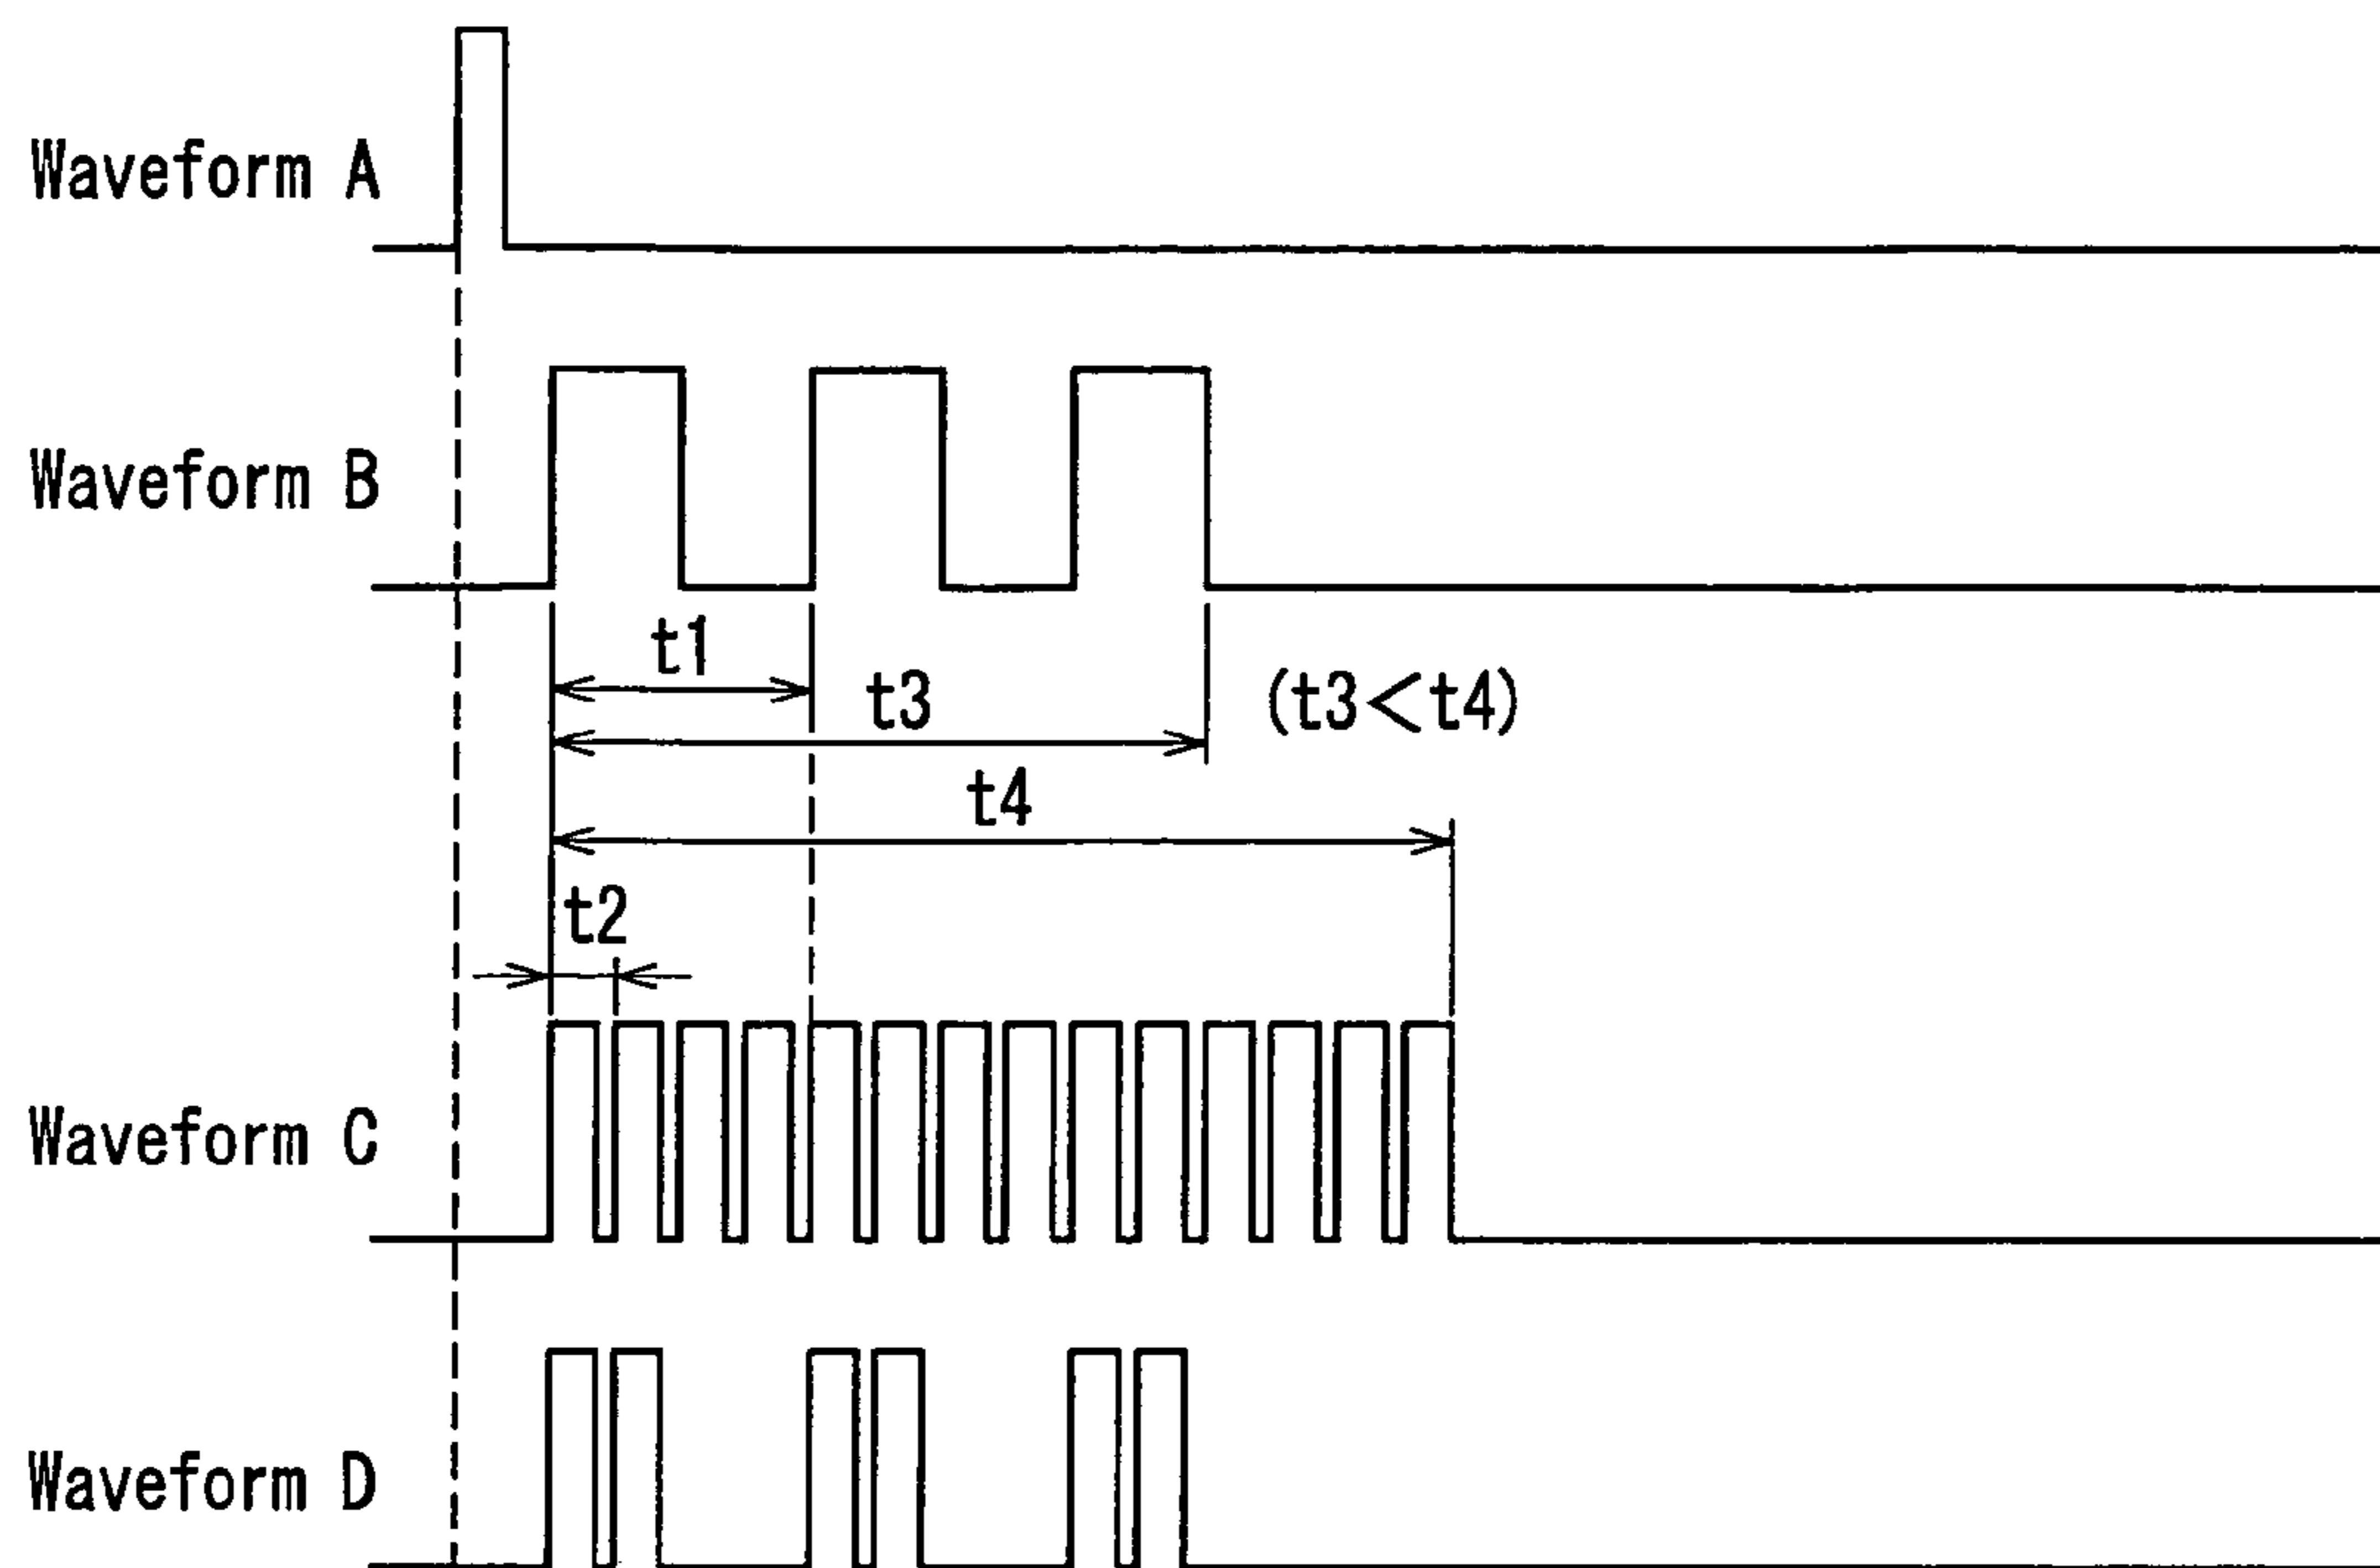 Waveform A
Waveform B
t1
t3
(t3<t4)
t4
t2
Waveform C
Waveform D